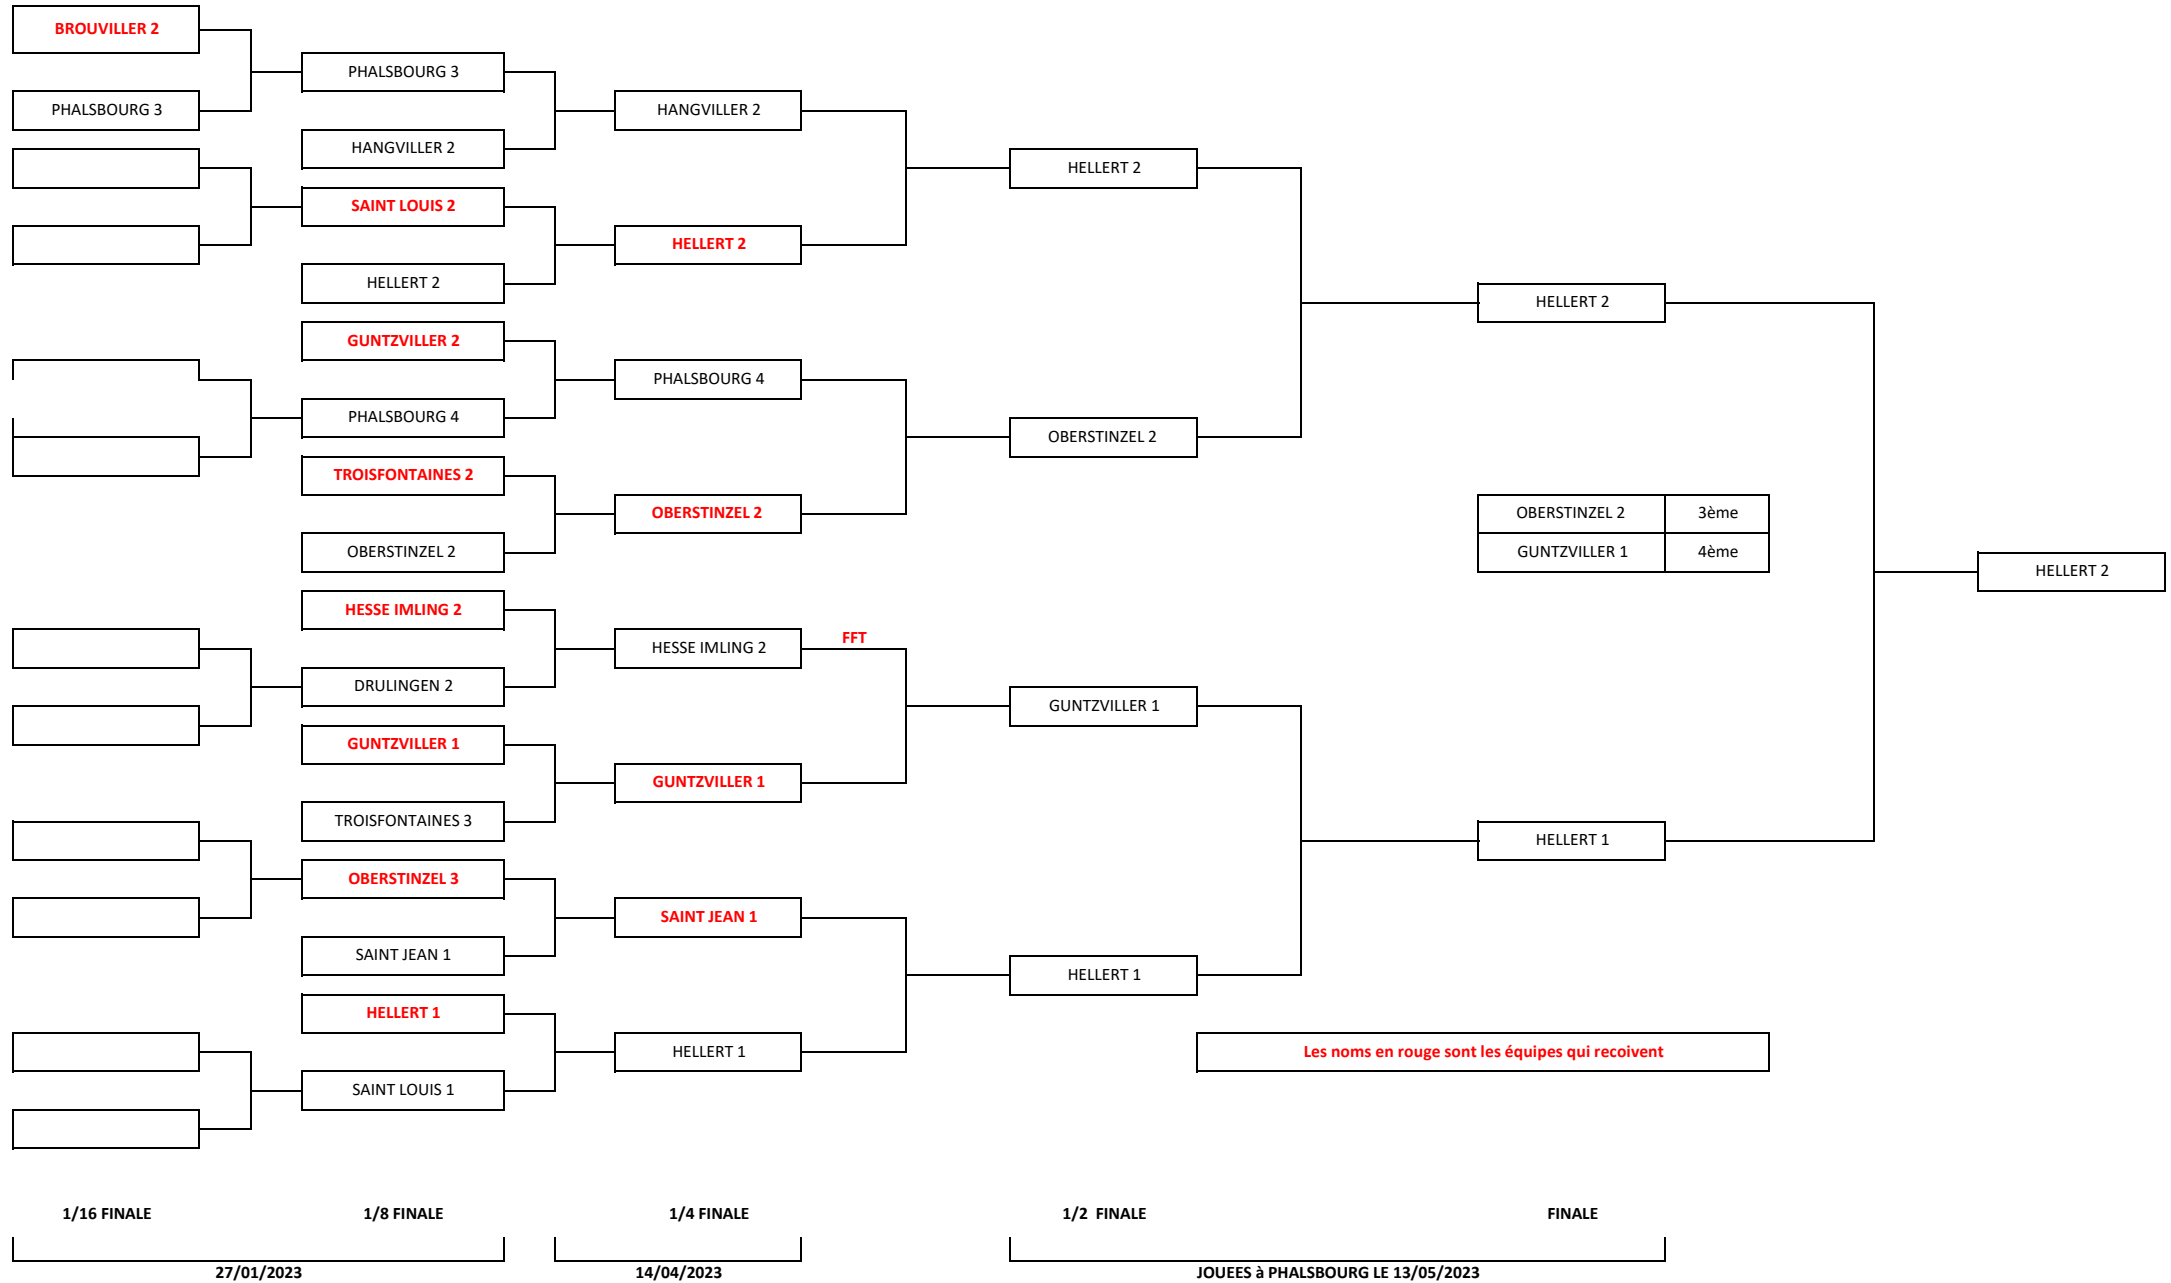 BROUVILLER 2
PHALSBOURG 3
PHALSBOURG 3
HANGVILLER 2
SAINT LOUIS 2
HELLERT 2
GUNTZVILLER 2
PHALSBOURG 4
TROISFONTAINES 2
OBERSTINZEL 2
HESSE IMLING 2
DRULINGEN 2
GUNTZVILLER 1
TROISFONTAINES 3
OBERSTINZEL 3
SAINT JEAN 1
HELLERT 1
SAINT LOUIS 1
HANGVILLER 2
HELLERT 2
PHALSBOURG 4
OBERSTINZEL 2
HESSE IMLING 2
FFT
GUNTZVILLER 1
SAINT JEAN 1
HELLERT 1
HELLERT 2
OBERSTINZEL 2
GUNTZVILLER 1
HELLERT 1
HELLERT 2
OBERSTINZEL 2 3ème
GUNTZVILLER 1 4ème
HELLERT 1
HELLERT 2
Les noms en rouge sont les équipes qui recoivent
1/16 FINALE 1/8 FINALE 1/4 FINALE 1/2 FINALE FINALE
27/01/2023 14/04/2023 JOUEES à PHALSBOURG LE 13/05/2023